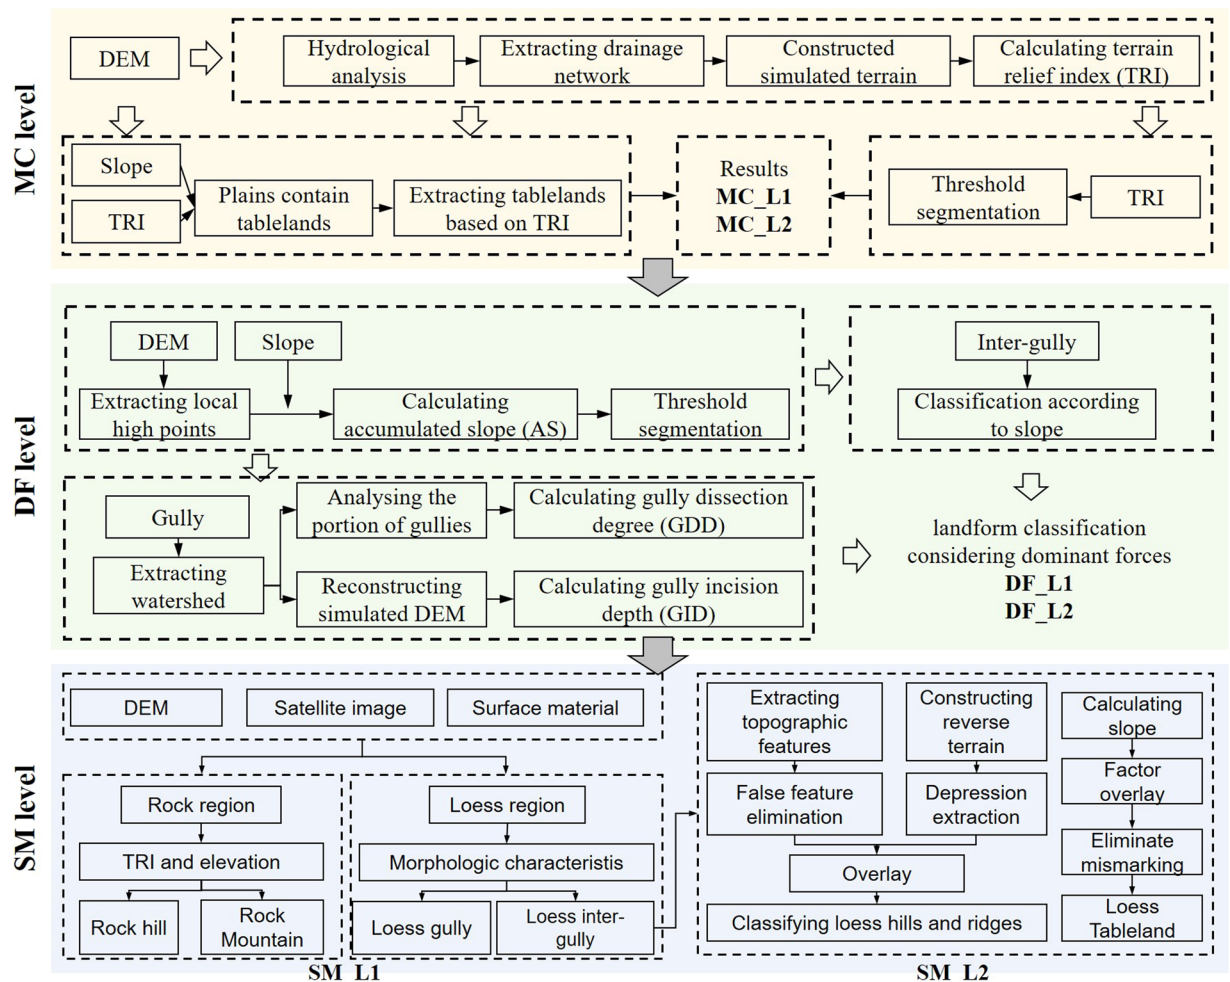 MC level
DEM
Hydrological
analysis
Extracting drainage
network
Constructed
simulated terrain
Calculating terrain
relief index (TRI)
Slope
TRI
Plains contain
tablelands
Extracting tablelands
based on TRI
Results
MC_L1
MC_L2
Threshold
segmentation
TRI
DF level
DEM
Slope
Extracting local
high points
Calculating
accumulated slope (AS)
Threshold
segmentation
Inter-gully
Classification according
to slope
Gully
Extracting
watershed
Analysing the
portion of gullies
Calculating gully dissection
degree (GDD)
Reconstructing
simulated DEM
Calculating gully incision
depth (GID)
landform classification
considering dominant forces
DF_L1
DF_L2
SM level
DEM
Satellite image
Surface material
Rock region
TRI and elevation
Rock hill
Rock
Mountain
Loess region
Morphologic characteristis
Loess gully
Loess inter-
gully
SM_L1
Extracting
topographic
features
Constructing
reverse
terrain
False feature
elimination
Depression
extraction
Overlay
Classifying loess hills and ridges
Calculating
slope
Factor
overlay
Eliminate
mismarking
Loess
Tableland
SM_L2